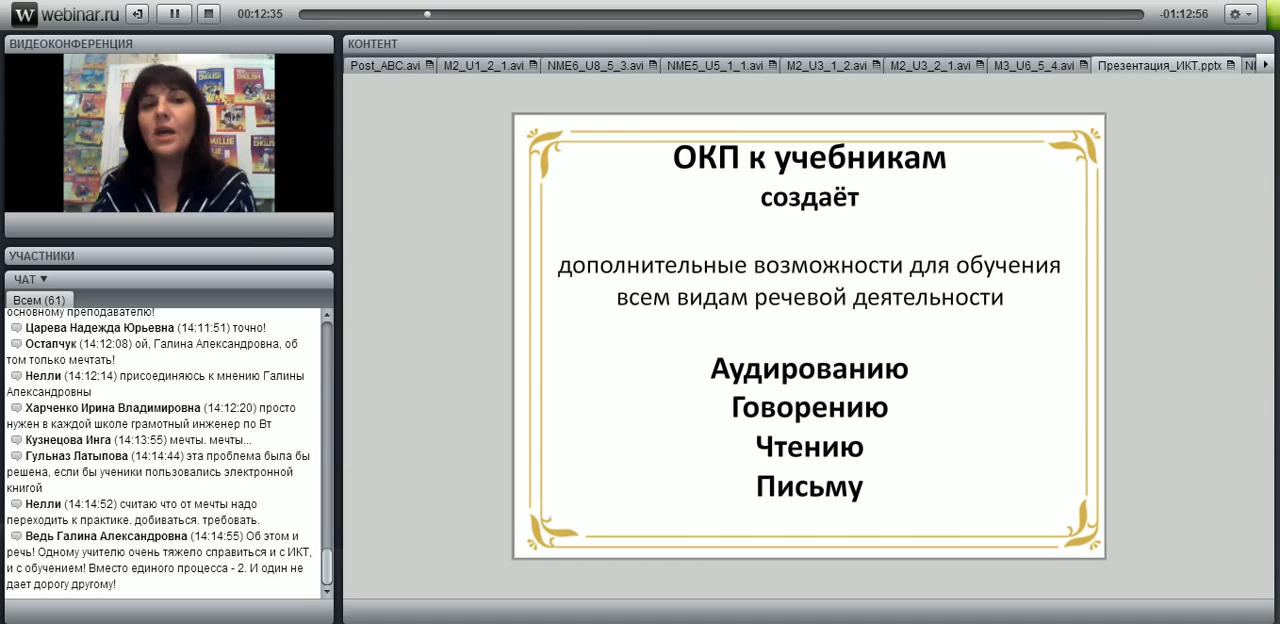 webinar.ru
00:12:35
-01:12:56
ВИДЕОКОНФЕРЕНЦИЯ
ENGLISH
MILLIE
УЧАСТНИКИ
ЧАТ
Всем (61)
основному преподавателю!
Царева Надежда Юрьевна (14:11:51) точно!
Остапчук (14:12:08) ой, Галина Александровна, об
том только мечтать!
Нелли (14:12:14) присоединяюсь к мнению Галины
Александровны
Харченко Ирина Владимировна (14:12:20) просто
нужен в каждой школе грамотный инженер по Вт
Кузнецова Инга (14:13:55) мечты. мечты...
Гульназ Латыпова (14:14:44) эта проблема была бы
решена, если бы ученики пользовались электронной
книгой
Нелли (14:14:52) считаю что от мечты надо
переходить к практике. добиваться. требовать.
Ведь Галина Александровна (14:14:55) Об этом и
речь! Одному учителю очень тяжело справиться и с ИКТ,
и с обучением! Вместо единого процесса - 2. И один не
дает дорогу другому!
КОНТЕНТ
Post_ABC.avi M2_U1_2_1.avi NME6_U8_5_3.avi NME5_U5_1_1.avi M2_U3_1_2.avi M2_U3_2_1.avi M3_U6_5_4.avi Презентация_ИКТ.pptx
ОКП к учебникам
создаёт
дополнительные возможности для обучения
всем видам речевой деятельности
Аудированию
Говорению
Чтению
Письму